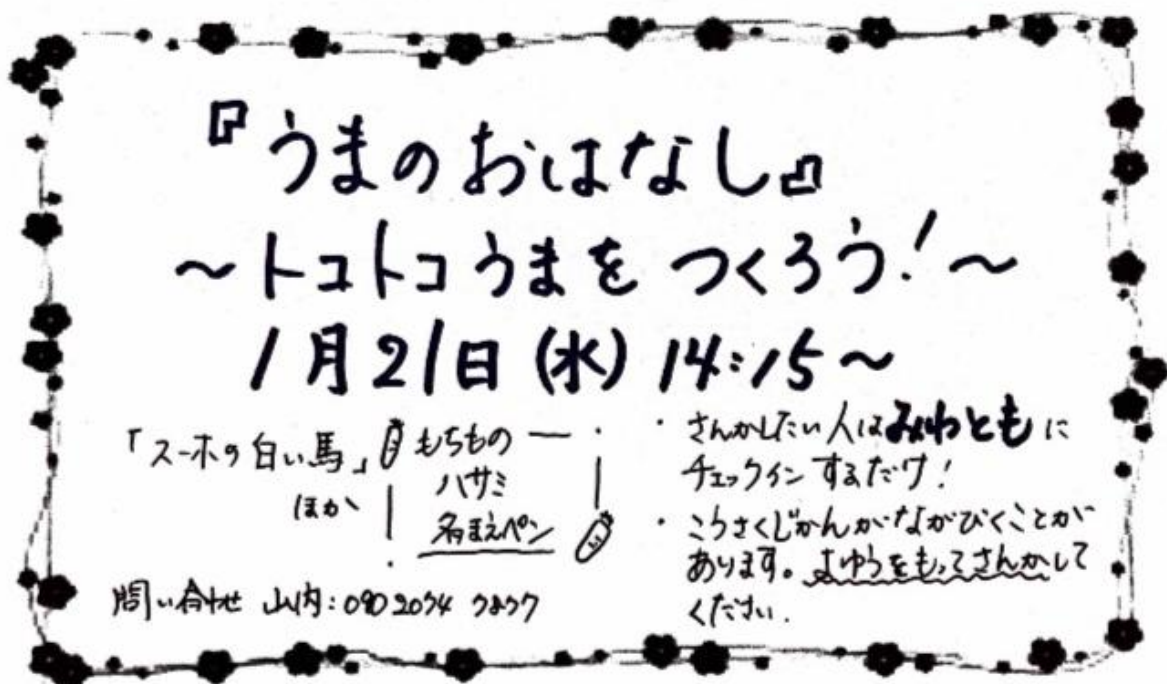 『うまのおはなし』
～トコトコうまを つくろう！～
1月21日（水）14:15～
「スーホの白い馬」
ほか
もちもの
ハサミ
名まえペン
・さんかしたい人はみわともに
チェックインするだけ！
・こうさくじかんがながびくことが
あります。よゆうをもってさんかして
ください.
問い合わせ 山内：090 2034